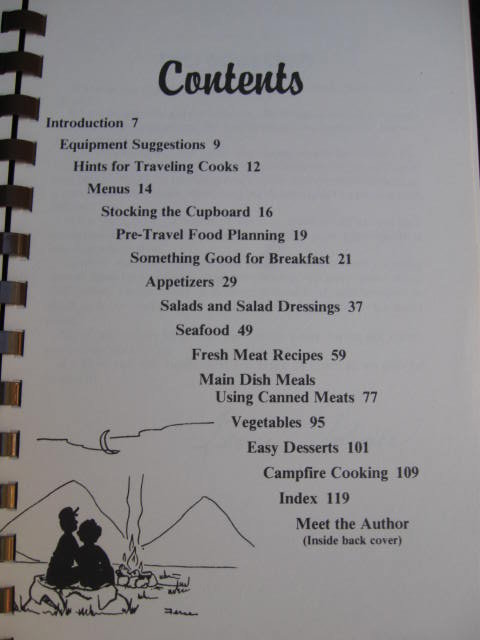 Contents
Introduction 7
Equipment Suggestions 9
Hints for Traveling Cooks 12
Menus 14
Stocking the Cupboard 16
Pre-Travel Food Planning 19
Something Good for Breakfast 21
Appetizers 29
Salads and Salad Dressings 37
Seafood 49
Fresh Meat Recipes 59
Main Dish Meals
Using Canned Meats 77
Vegetables 95
Easy Desserts 101
Campfire Cooking 109
Index 119
Meet the Author
(Inside back cover)